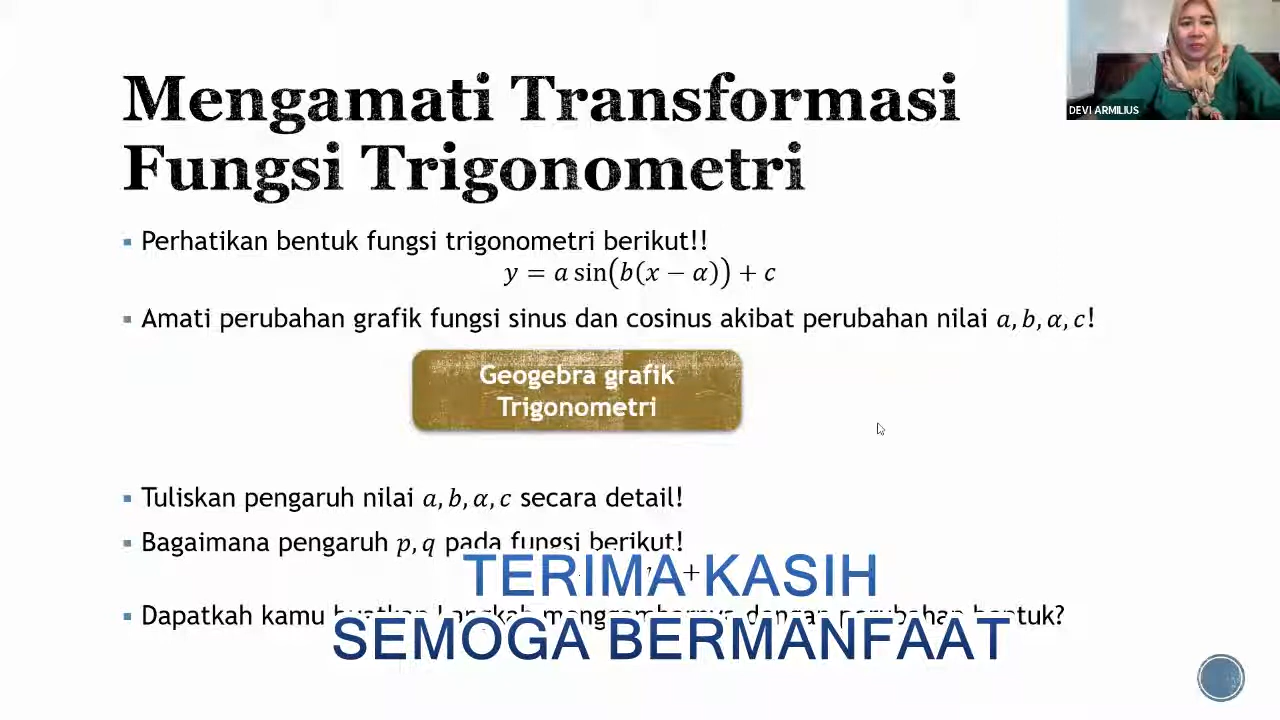 DEVI ARMILIUS
Mengamati Transformasi
Fungsi Trigonometri
Perhatikan bentuk fungsi trigonometri berikut!!
y = a sin(b(x − α)) + c
Amati perubahan grafik fungsi sinus dan cosinus akibat perubahan nilai a, b, α, c!
Geogebra grafik
Trigonometri
Tuliskan pengaruh nilai a, b, α, c secara detail!
Bagaimana pengaruh p, q pada fungsi berikut!
TERIMA KASIH
Dapatkah kamu buatkan langkah menggambarnya dengan perubahan bentuk?
SEMOGA BERMANFAAT